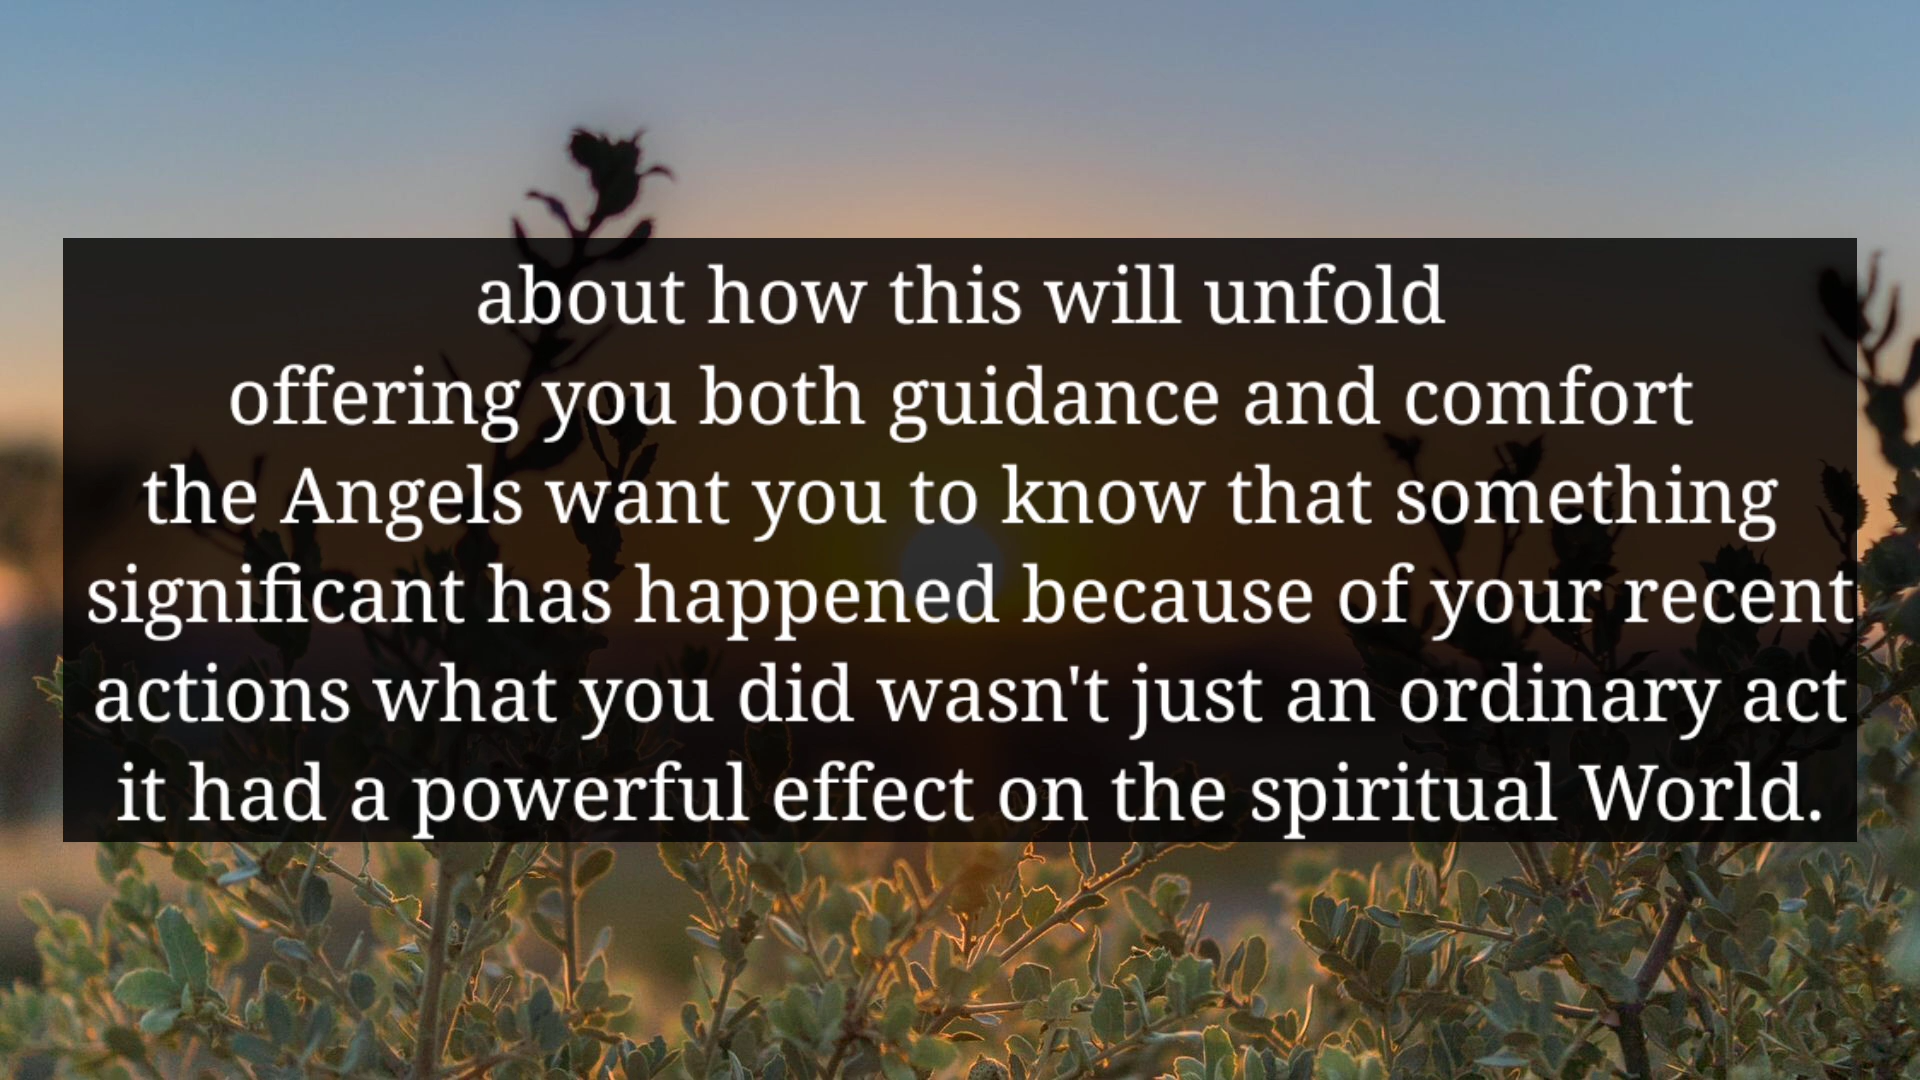 about how this will unfold
offering you both guidance and comfort
the Angels want you to know that something
significant has happened because of your recent
actions what you did wasn't just an ordinary act
it had a powerful effect on the spiritual World.